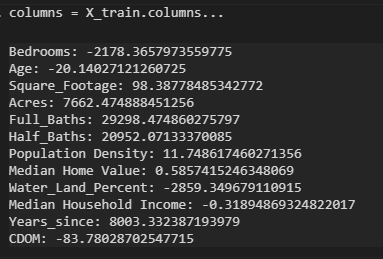 columns = X_train.columns...
Bedrooms: -2178.3657973559775
Age: -20.14027121260725
Square_Footage: 98.38778485342772
Acres: 7662.474888451256
Full_Baths: 29298.474860275797
Half_Baths: 20952.07133370085
Population Density: 11.748617460271356
Median Home Value: 0.5857415246348069
Water_Land_Percent: -2859.349679110915
Median Household Income: -0.31894869324822017
Years_since: 8003.332387193979
CDOM: -83.78028702547715